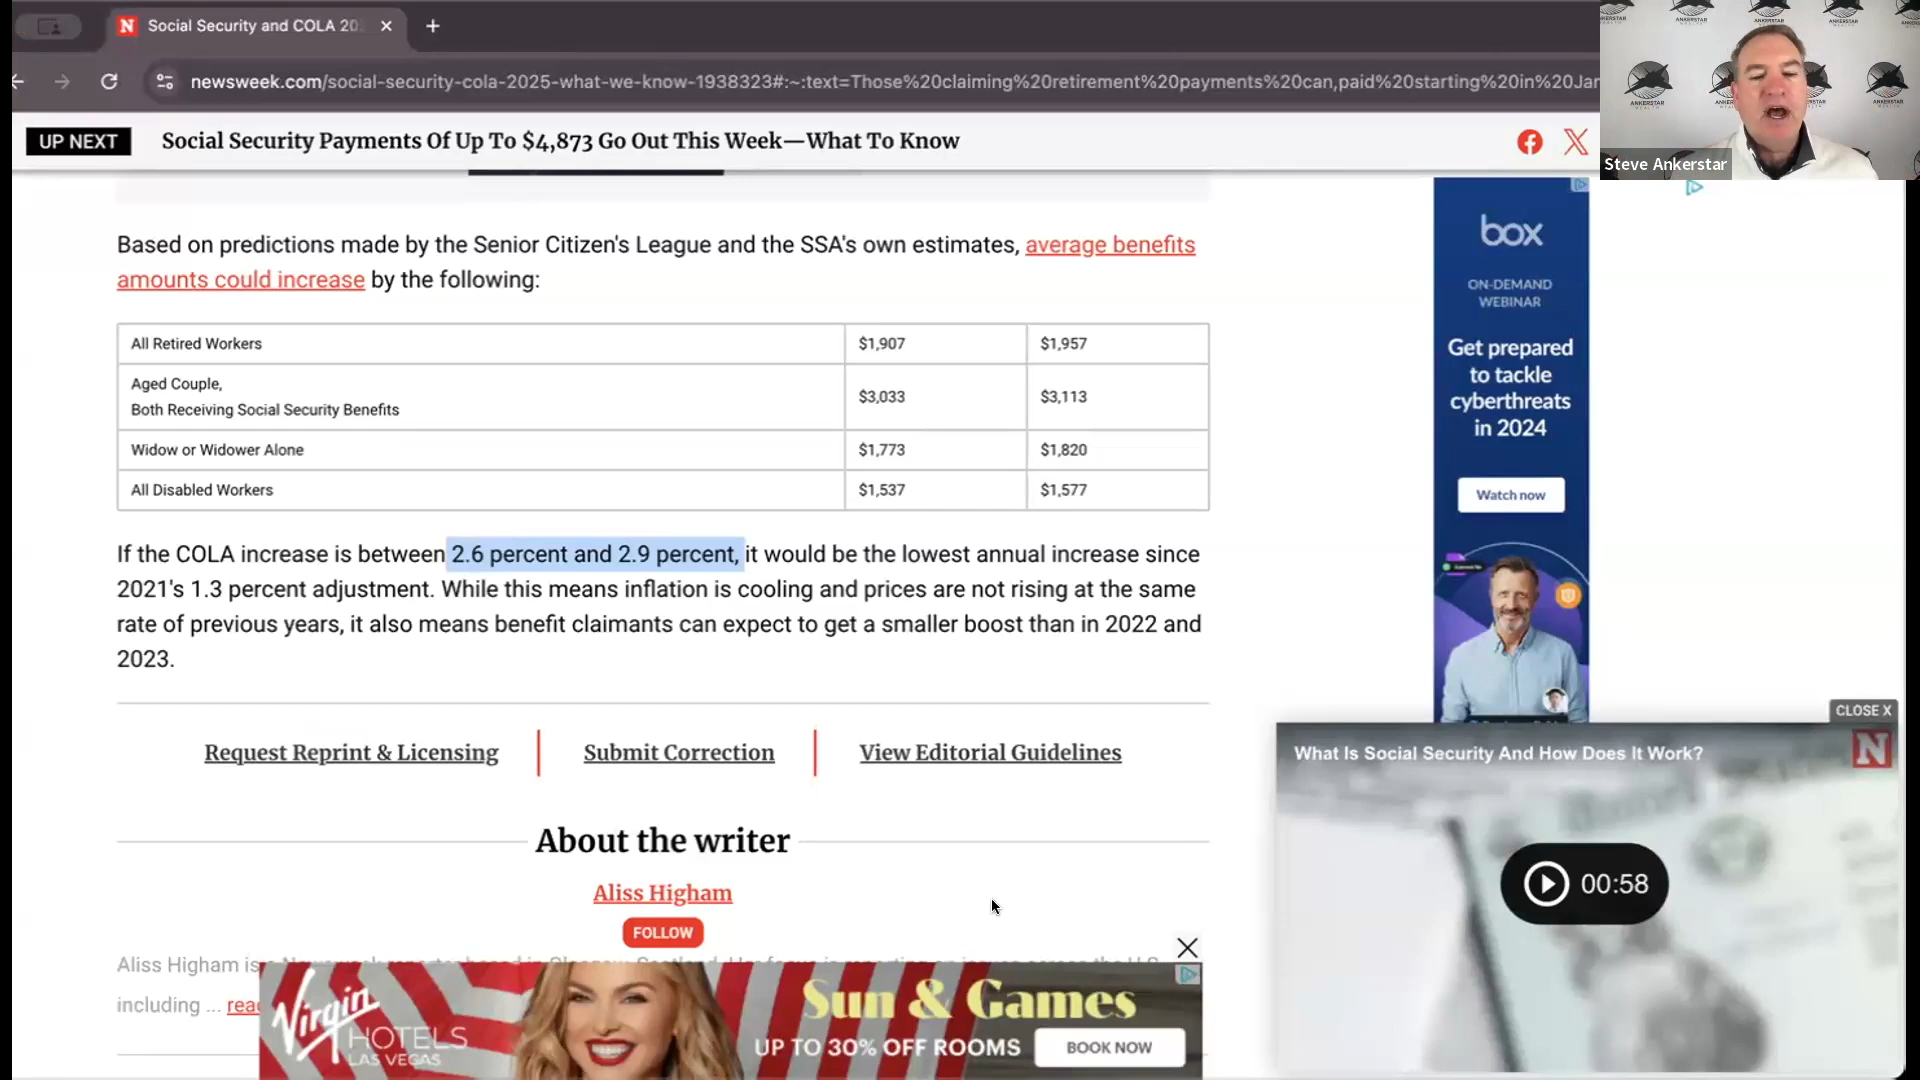 Social Security and COLA 20
newsweek.com/social-security-cola-2025-what-we-know-1938323#:~:text=Those%20claiming%20retirement%20payments%20can,paid%20starting%20in%20Jan
UP NEXT
Social Security Payments Of Up To $4,873 Go Out This Week—What To Know
ANKERSTAR
Steve Ankerstar
Based on predictions made by the Senior Citizen's League and the SSA's own estimates, average benefits
amounts could increase by the following:
All Retired Workers $1,907 $1,957
Aged Couple,
Both Receiving Social Security Benefits $3,033 $3,113
Widow or Widower Alone $1,773 $1,820
All Disabled Workers $1,537 $1,577
If the COLA increase is between 2.6 percent and 2.9 percent, it would be the lowest annual increase since
2021's 1.3 percent adjustment. While this means inflation is cooling and prices are not rising at the same
rate of previous years, it also means benefit claimants can expect to get a smaller boost than in 2022 and
2023.
Request Reprint & Licensing
Submit Correction
View Editorial Guidelines
About the writer
Aliss Higham
FOLLOW
Aliss Higham is
including ... read
box
ON-DEMAND
WEBINAR
Get prepared
to tackle
cyberthreats
in 2024
Watch now
CLOSE X
What Is Social Security And How Does It Work?
N
00:58
Virgin
HOTELS
LAS VEGAS
Sun & Games
UP TO 30% OFF ROOMS
BOOK NOW